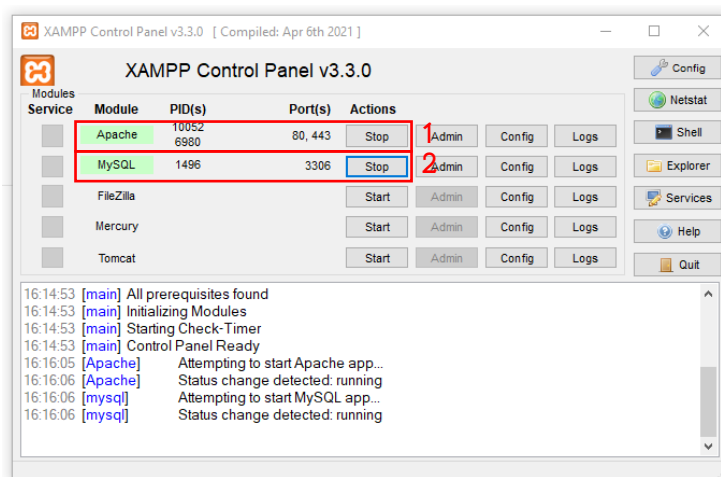 XAMPP Control Panel v3.3.0 [ Compiled: Apr 6th 2021 ]
XAMPP Control Panel v3.3.0
Config
Modules
Service Module PID(s) Port(s) Actions
Netstat
Apache 10052 6980 80, 443 Stop 1 Admin Config Logs
Shell
MySQL 1496 3306 Stop 2 Admin Config Logs
Explorer
FileZilla Start Admin Config Logs
Services
Mercury Start Admin Config Logs
Help
Tomcat Start Admin Config Logs
Quit
16:14:53 [main] All prerequisites found
16:14:53 [main] Initializing Modules
16:14:53 [main] Starting Check-Timer
16:14:53 [main] Control Panel Ready
16:16:05 [Apache] Attempting to start Apache app...
16:16:06 [Apache] Status change detected: running
16:16:06 [mysql] Attempting to start MySQL app...
16:16:06 [mysql] Status change detected: running